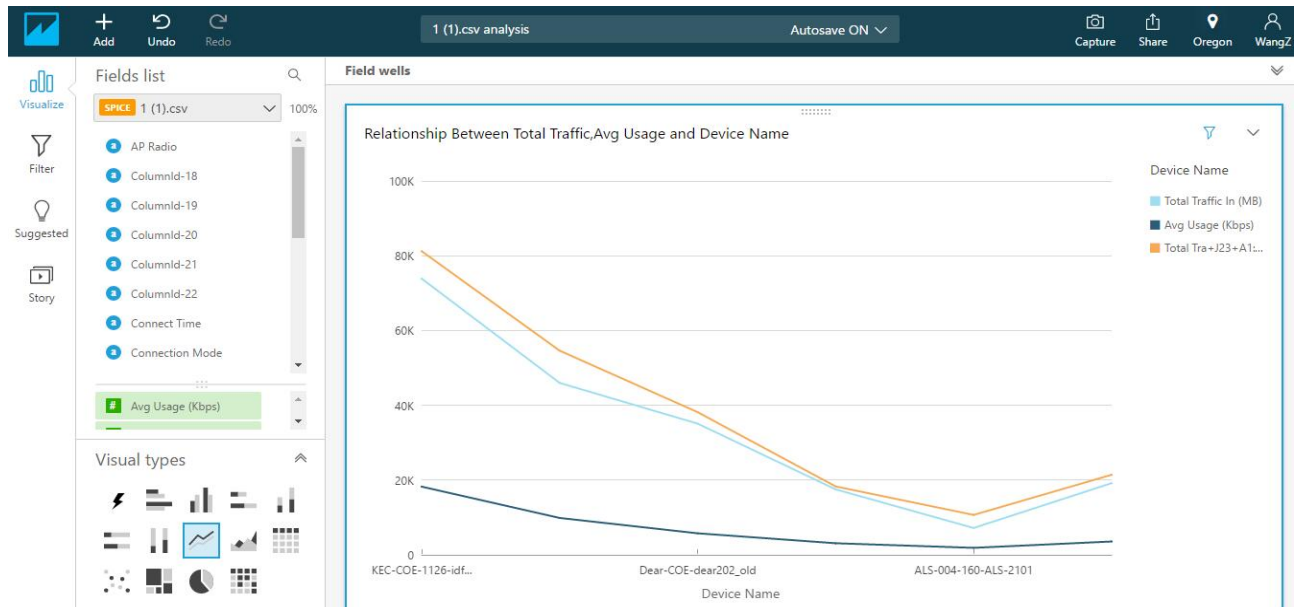 Add
Undo
Redo
1 (1).csv analysis
Autosave ON
Capture
Share
Oregon
WangZ
Visualize
Filter
Suggested
Story
Fields list
SPICE 1 (1).csv
100%
a AP Radio
a ColumnId-18
a ColumnId-19
a ColumnId-20
a ColumnId-21
a ColumnId-22
a Connect Time
a Connection Mode
# Avg Usage (Kbps)
Visual types
Field wells
Relationship Between Total Traffic,Avg Usage and Device Name
100K
80K
60K
40K
20K
0
KEC-COE-1126-idf...
Dear-COE-dear202_old
ALS-004-160-ALS-2101
Device Name
Device Name
Total Traffic In (MB)
Avg Usage (Kbps)
Total Tra+J23+A1:...